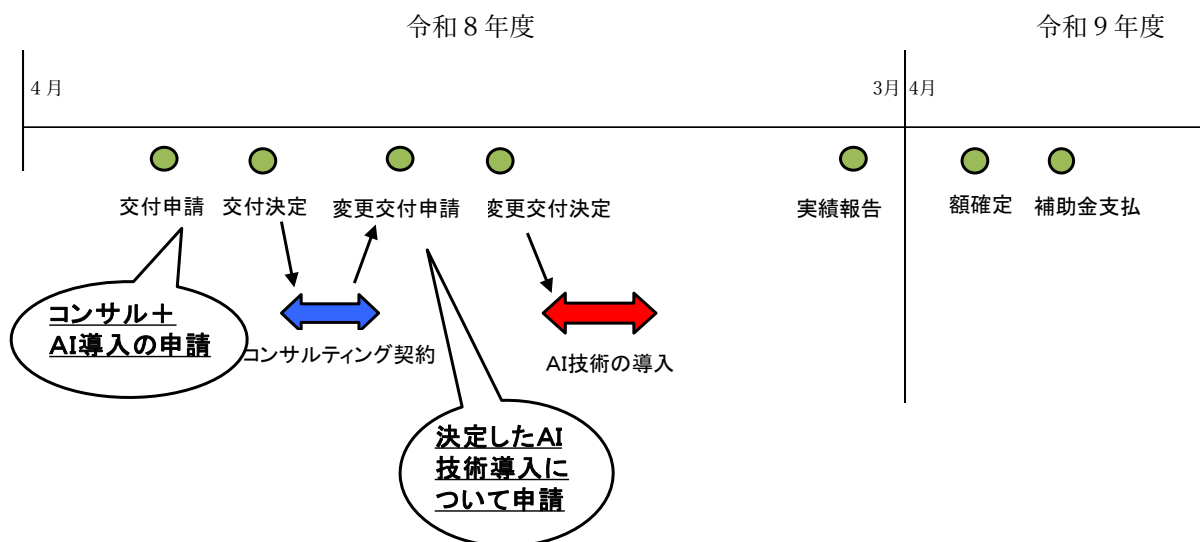 令和８年度
令和９年度
４月
3月
4月
交付申請
交付決定
変更交付申請
変更交付決定
実績報告
額確定
補助金支払
コンサル＋
AI導入の申請
コンサルティング契約
AI技術の導入
決定したAI
技術導入に
ついて申請